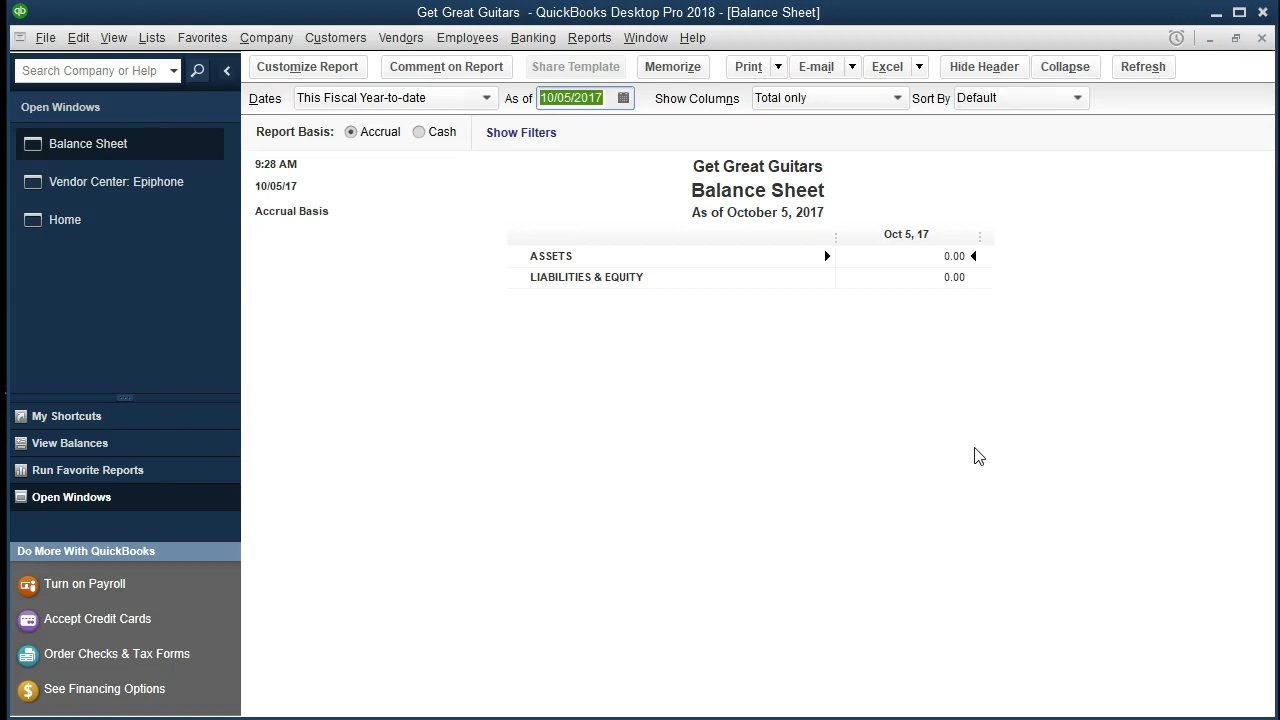 Get Great Guitars - QuickBooks Desktop Pro 2018 - [Balance Sheet]
File Edit View Lists Favorites Company Customers Vendors Employees Banking Reports Window Help
Search Company or Help
Customize Report Comment on Report Share Template Memorize Print E-mail Excel Hide Header Collapse Refresh
Dates This Fiscal Year-to-date As of 10/05/2017 Show Columns Total only Sort By Default
Report Basis: Accrual Cash Show Filters
Open Windows
Balance Sheet
Vendor Center: Epiphone
Home
9:28 AM
10/05/17
Accrual Basis
Get Great Guitars
Balance Sheet
As of October 5, 2017
Oct 5, 17
ASSETS 0.00
LIABILITIES & EQUITY 0.00
My Shortcuts
View Balances
Run Favorite Reports
Open Windows
Do More With QuickBooks
Turn on Payroll
Accept Credit Cards
Order Checks & Tax Forms
$ See Financing Options